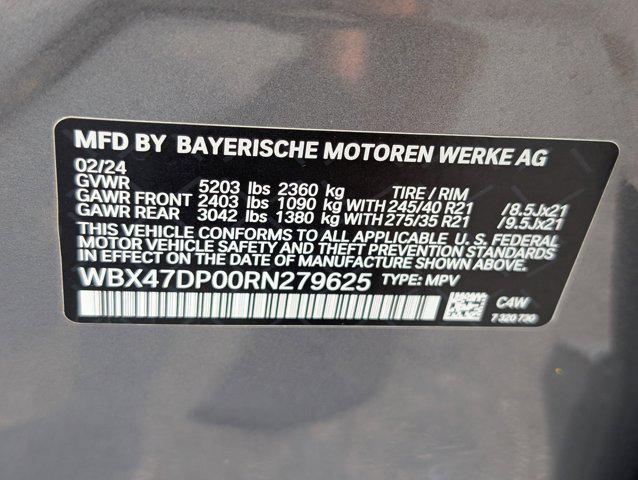 MFD BY BAYERISCHE MOTOREN WERKE AG
02/24
GVWR 5203 lbs 2360 kg TIRE / RIM
GAWR FRONT 2403 lbs 1090 kg WITH 245/40 R21 /8.5Jx21
GAWR REAR 3042 lbs 1380 kg WITH 275/35 R21 /9.5Jx21
THIS VEHICLE CONFORMS TO ALL APPLICABLE U. S. FEDERAL
MOTOR VEHICLE SAFETY AND THEFT PREVENTION STANDARDS
IN EFFECT ON THE DATE OF MANUFACTURE SHOWN ABOVE.
WBX47DP00RN279625 TYPE: MPV
C4W
7 320 730